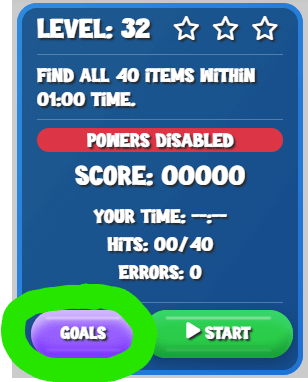 LEVEL: 32
FIND ALL 40 ITEMS WITHIN
01:00 TIME.
POWERS DISABLED
SCORE: 00000
YOUR TIME: --:--
HITS: 00/40
ERRORS: 0
GOALS
START